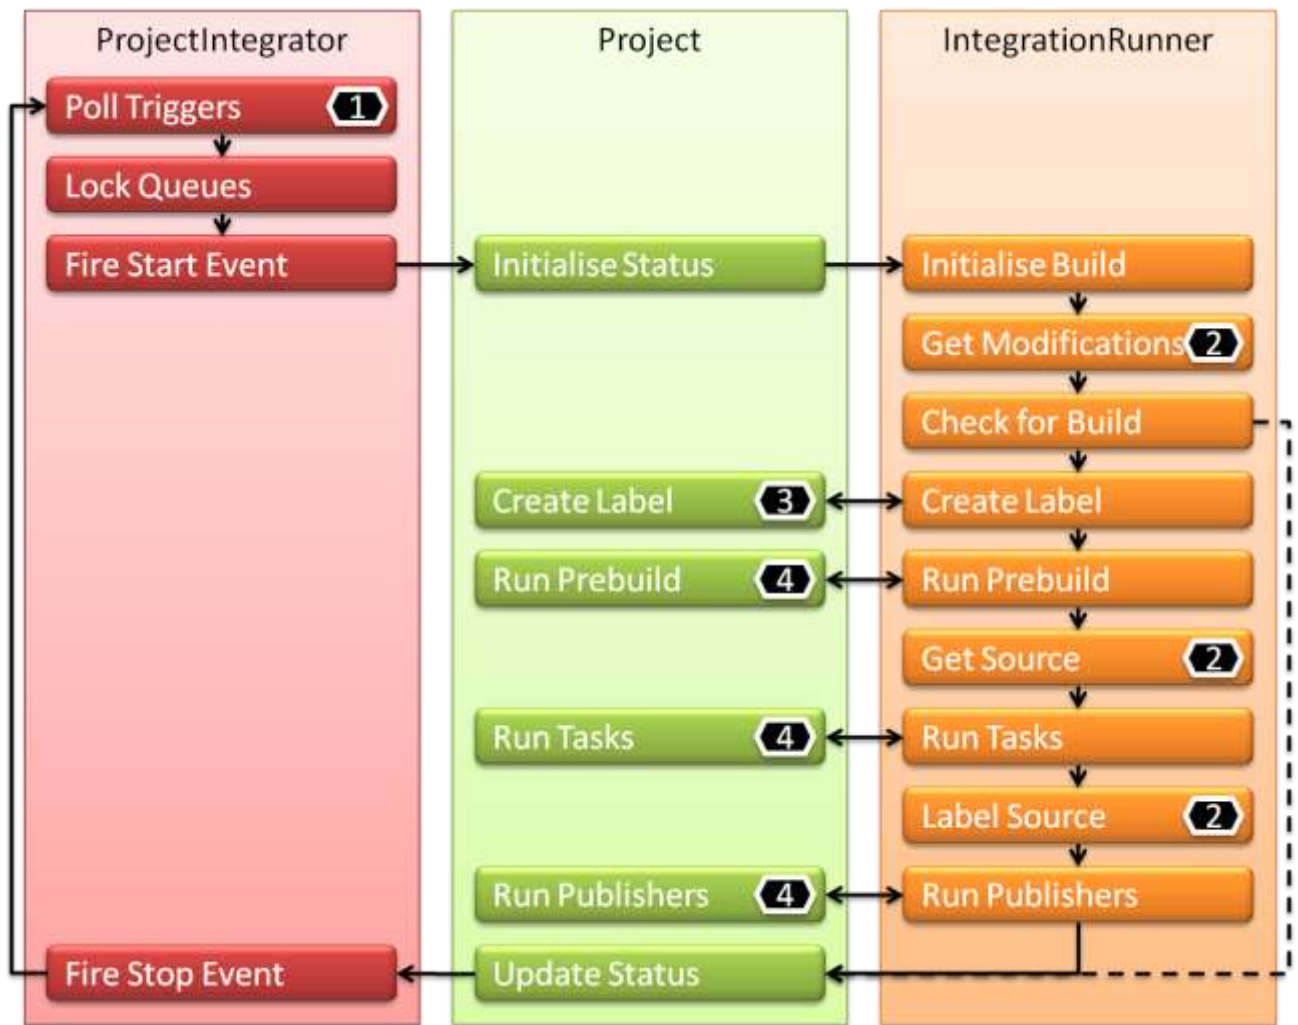 ProjectIntegrator
Poll Triggers 1
Lock Queues
Fire Start Event
Fire Stop Event
Project
Initialise Status
Create Label 3
Run Prebuild 4
Run Tasks 4
Run Publishers 4
Update Status
IntegrationRunner
Initialise Build
Get Modifications 2
Check for Build
Create Label
Run Prebuild
Get Source 2
Run Tasks
Label Source 2
Run Publishers